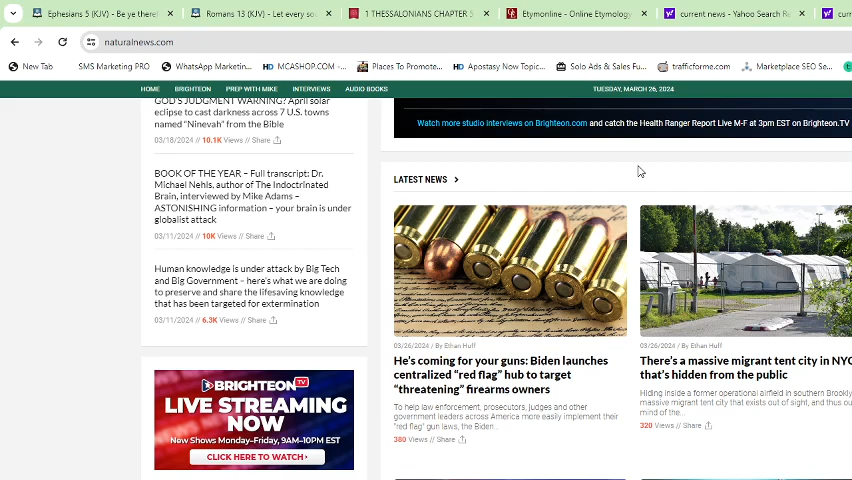 Ephesians 5 (KJV) - Be ye theref
Romans 13 (KJV) - Let every so
1 THESSALONIANS CHAPTER 5
Etymonline - Online Etymology
current news - Yahoo Search R
current
naturalnews.com
New Tab
SMS Marketing PRO
WhatsApp Marketin...
MCASHOP.COM -...
Places To Promote...
Apostasy Now Topic...
Solo Ads & Sales Fu...
trafficforme.com
Marketplace SEO Se...
HOME
BRIGHTEON
PREP WITH MIKE
INTERVIEWS
AUDIO BOOKS
TUESDAY, MARCH 26, 2024
GOD'S JUDGMENT WARNING? April solar
eclipse to cast darkness across 7 U.S. towns
named "Ninevah" from the Bible
03/18/2024 // 10.1K Views // Share
BOOK OF THE YEAR – Full transcript: Dr.
Michael Nehls, author of The Indoctrinated
Brain, interviewed by Mike Adams –
ASTONISHING information – your brain is under
globalist attack
03/11/2024 // 10K Views // Share
Human knowledge is under attack by Big Tech
and Big Government – here's what we are doing
to preserve and share the lifesaving knowledge
that has been targeted for extermination
03/11/2024 // 6.3K Views // Share
BRIGHTEON TV
LIVE STREAMING
NOW
New Shows Monday-Friday, 9AM-10PM EST
CLICK HERE TO WATCH ›
Watch more studio interviews on Brighteon.com and catch the Health Ranger Report Live M-F at 3pm EST on Brighteon.TV
LATEST NEWS
03/26/2024 / By Ethan Huff
He's coming for your guns: Biden launches
centralized "red flag" hub to target
"threatening" firearms owners
To help law enforcement, prosecutors, judges and other
government leaders across America more easily implement their
"red flag" gun laws, the Biden...
380 Views // Share
03/26/2024 / By Ethan Huff
There's a massive migrant tent city in NYC
that's hidden from the public
Hiding inside a former operational airfield in southern Brookly
massive migrant tent city that exists out of sight, and thus ou
mind of the...
320 Views // Share